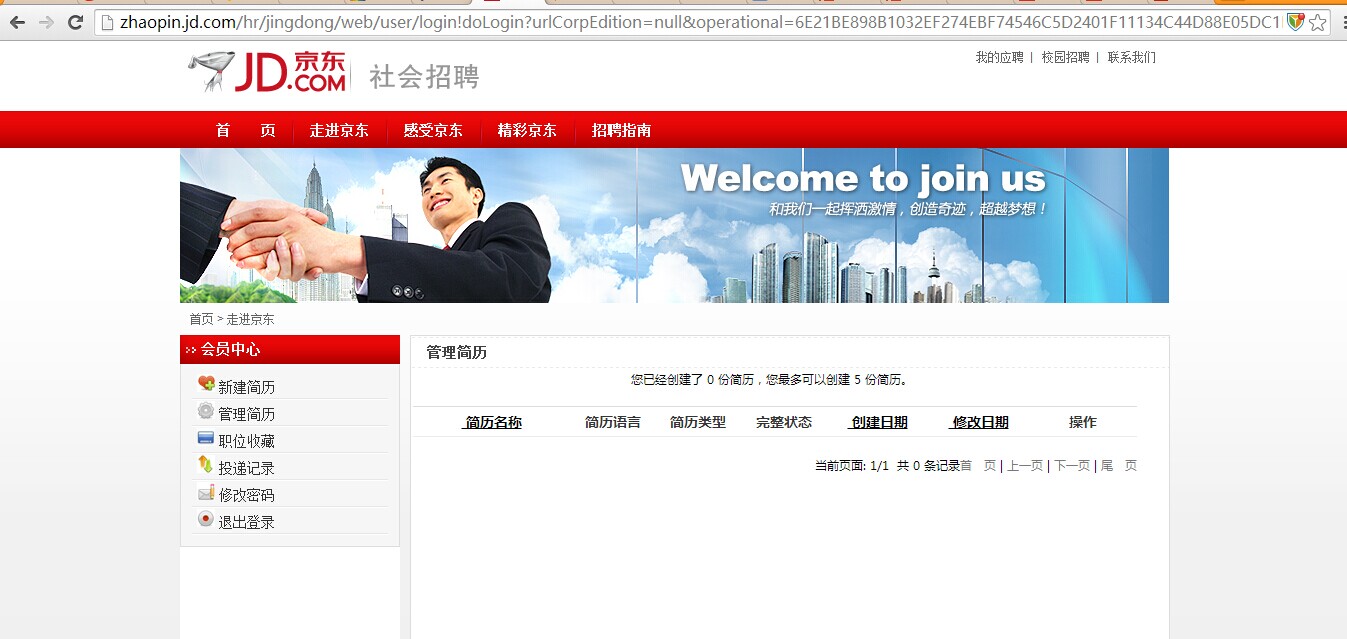 zhaopin.jd.com/hr/jingdong/web/user/login!doLogin?urlCorpEdition=null&operational=6E21BE898B1032EF274EBF74546C5D2401F11134C44D88E05DC1
JD.COM 京东 社会招聘
我的应聘 | 校园招聘 | 联系我们
首 页 走进京东 感受京东 精彩京东 招聘指南
Welcome to join us
和我们一起挥洒激情，创造奇迹，超越梦想！
首页 > 走进京东
会员中心
新建简历
管理简历
职位收藏
投递记录
修改密码
退出登录
管理简历
您已经创建了 0 份简历，您最多可以创建 5 份简历。
简历名称 简历语言 简历类型 完整状态 创建日期 修改日期 操作
当前页面: 1/1 共 0 条记录首 页 | 上一页 | 下一页 | 尾 页